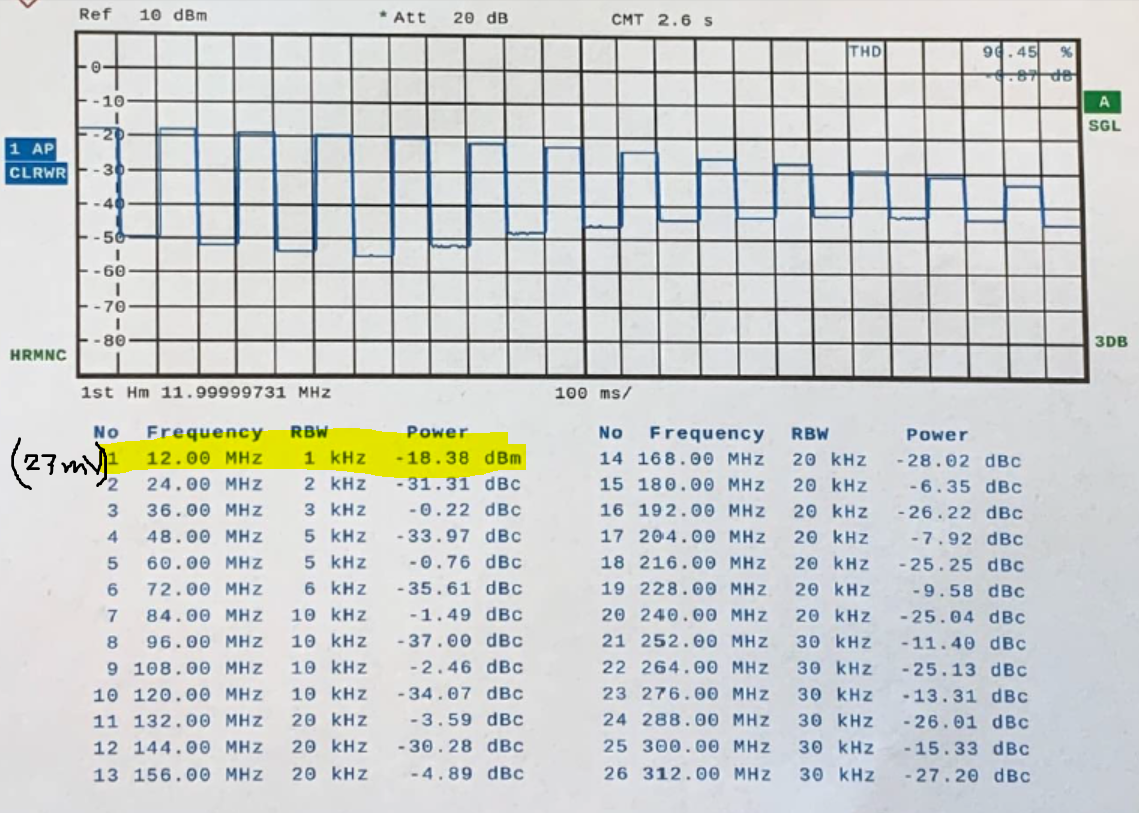 Ref 10 dBm *Att 20 dB CMT 2.6 s
THD 90.45 %
-0.87 dB
0
-10
-20
-30
-40
-50
-60
-70
-80
1 AP
CLRWR
A
SGL
HRMNC
3DB
1st Hm 11.99999731 MHz 100 ms/
No Frequency RBW Power
(27mV)
1 12.00 MHz 1 kHz -18.38 dBm
2 24.00 MHz 2 kHz -31.31 dBc
3 36.00 MHz 3 kHz -0.22 dBc
4 48.00 MHz 5 kHz -33.97 dBc
5 60.00 MHz 5 kHz -0.76 dBc
6 72.00 MHz 6 kHz -35.61 dBc
7 84.00 MHz 10 kHz -1.49 dBc
8 96.00 MHz 10 kHz -37.00 dBc
9 108.00 MHz 10 kHz -2.46 dBc
10 120.00 MHz 10 kHz -34.07 dBc
11 132.00 MHz 20 kHz -3.59 dBc
12 144.00 MHz 20 kHz -30.28 dBc
13 156.00 MHz 20 kHz -4.89 dBc
No Frequency RBW Power
14 168.00 MHz 20 kHz -28.02 dBc
15 180.00 MHz 20 kHz -6.35 dBc
16 192.00 MHz 20 kHz -26.22 dBc
17 204.00 MHz 20 kHz -7.92 dBc
18 216.00 MHz 20 kHz -25.25 dBc
19 228.00 MHz 20 kHz -9.58 dBc
20 240.00 MHz 20 kHz -25.04 dBc
21 252.00 MHz 30 kHz -11.40 dBc
22 264.00 MHz 30 kHz -25.13 dBc
23 276.00 MHz 30 kHz -13.31 dBc
24 288.00 MHz 30 kHz -26.01 dBc
25 300.00 MHz 30 kHz -15.33 dBc
26 312.00 MHz 30 kHz -27.20 dBc